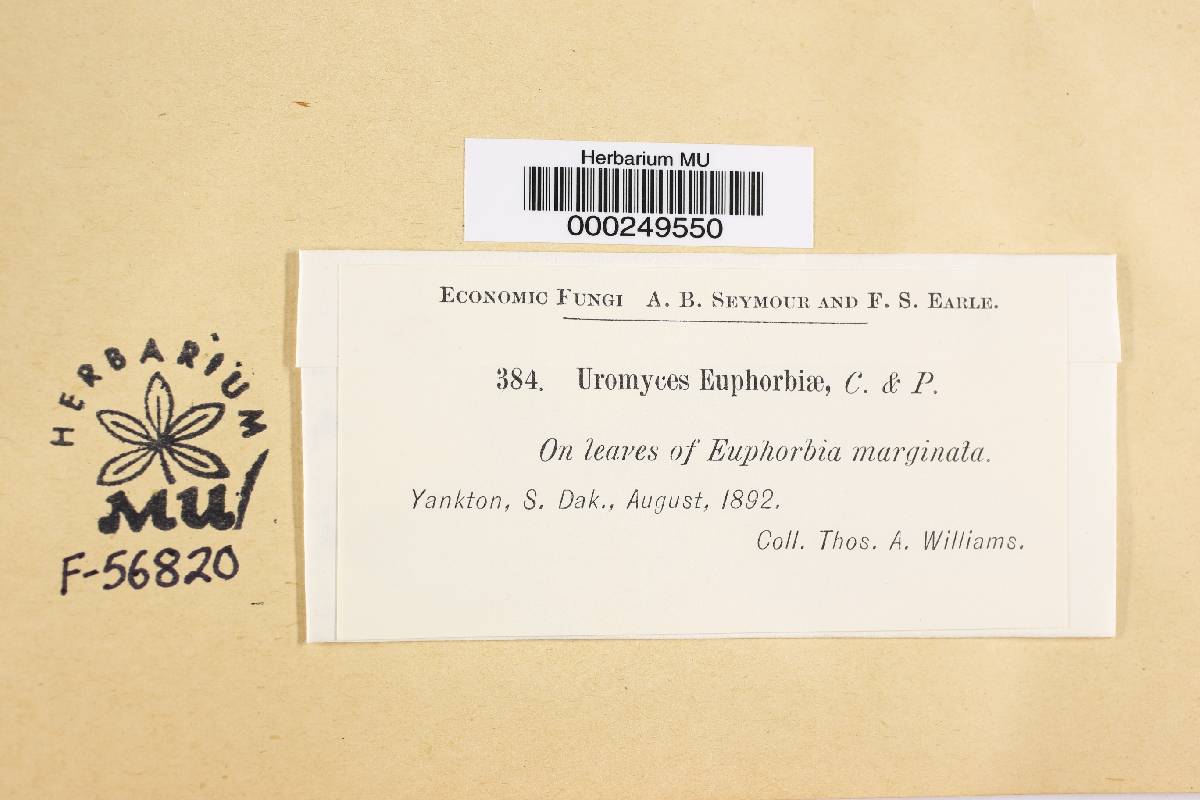 Herbarium MU
000249550
ECONOMIC FUNGI A. B. SEYMOUR AND F. S. EARLE.
384. Uromyces Euphorbiæ, C. & P.
On leaves of Euphorbia marginata.
Yankton, S. Dak., August, 1892.
Coll. Thos. A. Williams.
HERBARIUM
MU
F-56820